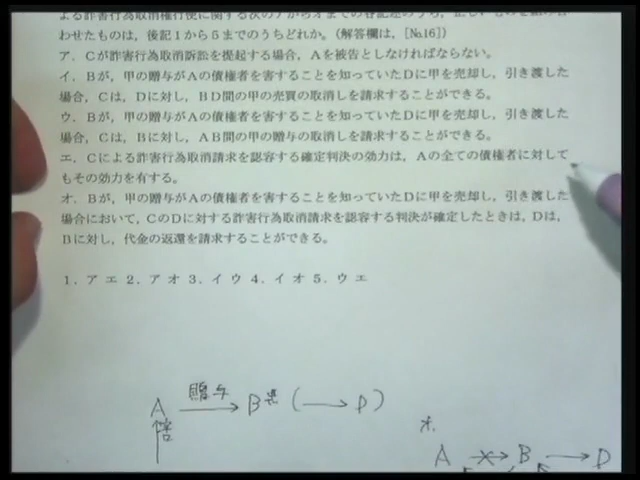 よる詐害行為取消権行使に関する次のアからオまでの各記述のうち，正しいものを組み合
わせたものは，後記1から5までのうちどれか。（解答欄は，［No.16］）
ア．Cが詐害行為取消訴訟を提起する場合，Aを被告としなければならない。
イ．Bが，甲の贈与がAの債権者を害することを知っていたDに甲を売却し，引き渡した
場合，Cは，Dに対し，BD間の甲の売買の取消しを請求することができる。
ウ．Bが，甲の贈与がAの債権者を害することを知っていたDに甲を売却し，引き渡した
場合，Cは，Bに対し，AB間の甲の贈与の取消しを請求することができる。
エ．Cによる詐害行為取消請求を認容する確定判決の効力は，Aの全ての債権者に対して
もその効力を有する。
オ．Bが，甲の贈与がAの債権者を害することを知っていたDに甲を売却し，引き渡した
場合において，CのDに対する詐害行為取消請求を認容する判決が確定したときは，Dは，
Bに対し，代金の返還を請求することができる。
1．ア エ 2．ア オ 3．イ ウ 4．イ オ 5．ウ エ
贈与
A → B (→ D)
オ．
A → B → D